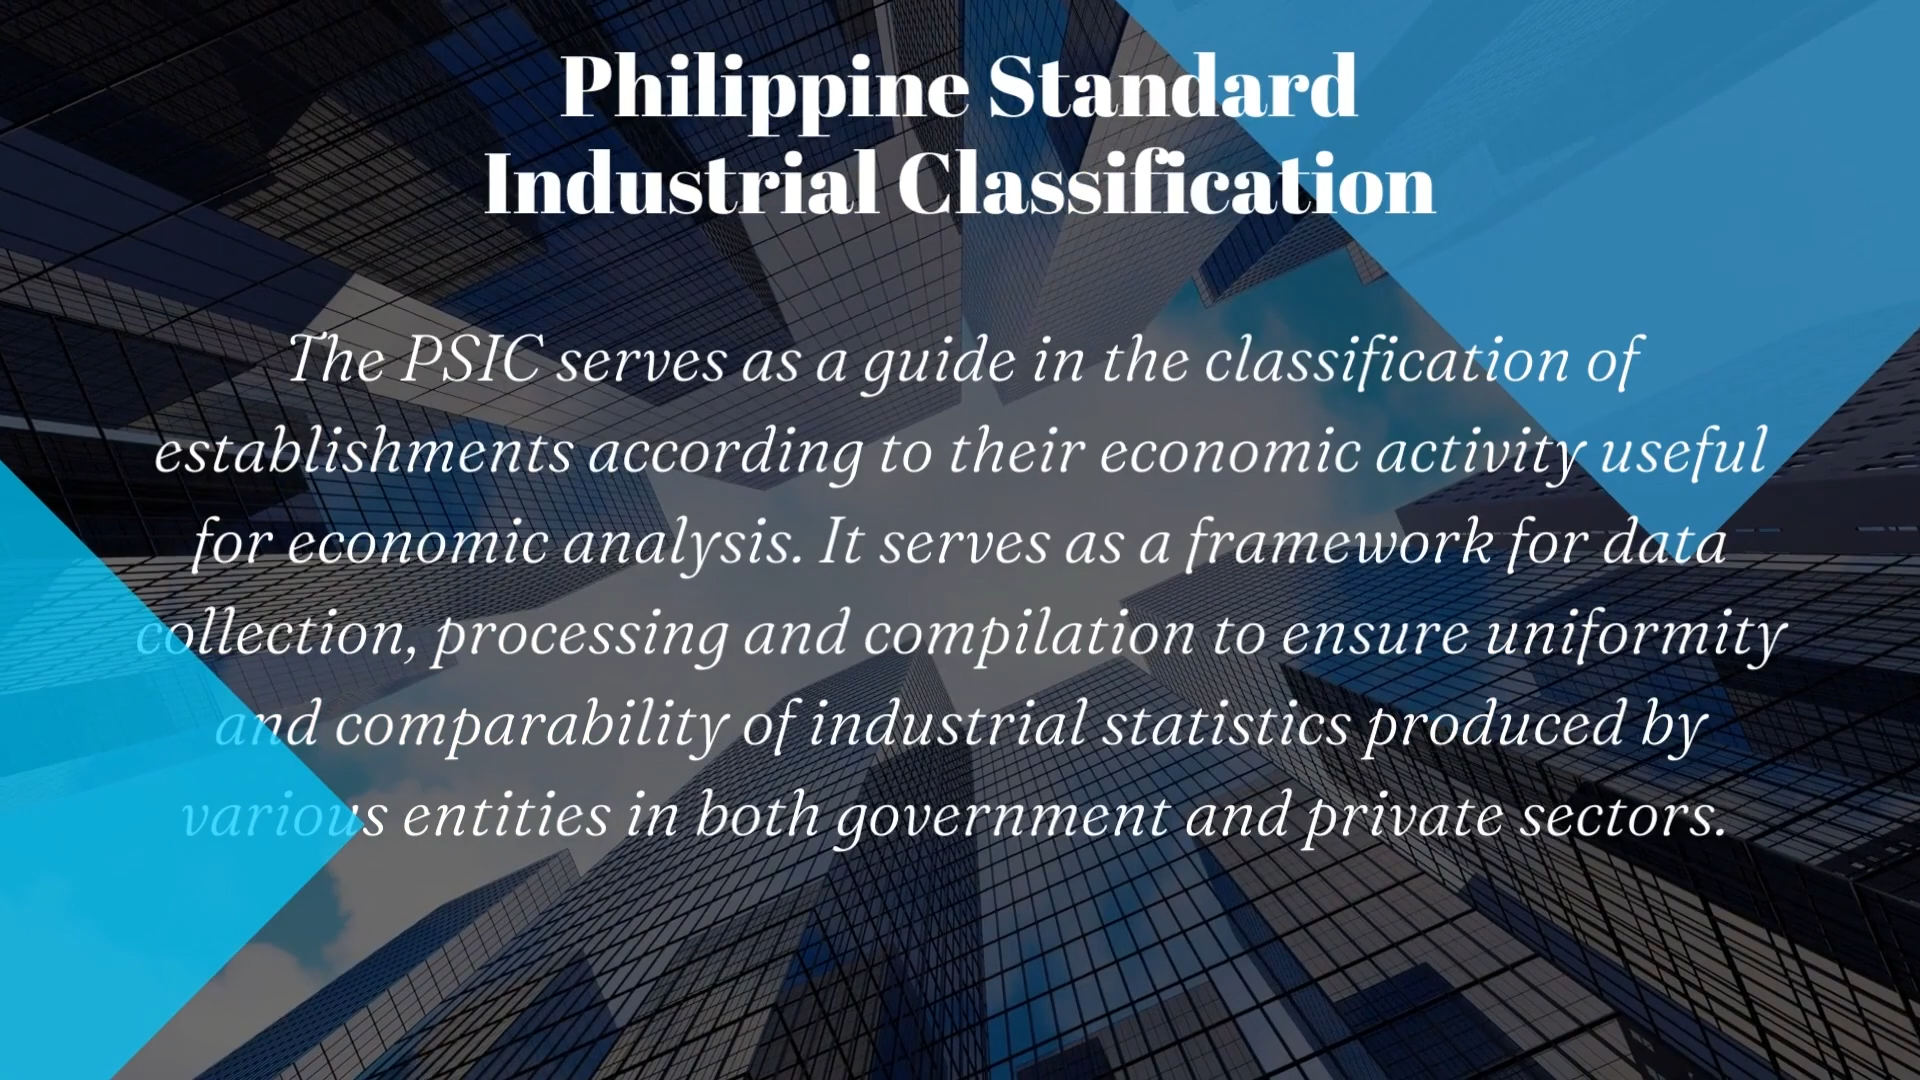 Philippine Standard
Industrial Classification
The PSIC serves as a guide in the classification of
establishments according to their economic activity useful
for economic analysis. It serves as a framework for data
collection, processing and compilation to ensure uniformity
and comparability of industrial statistics produced by
various entities in both government and private sectors.